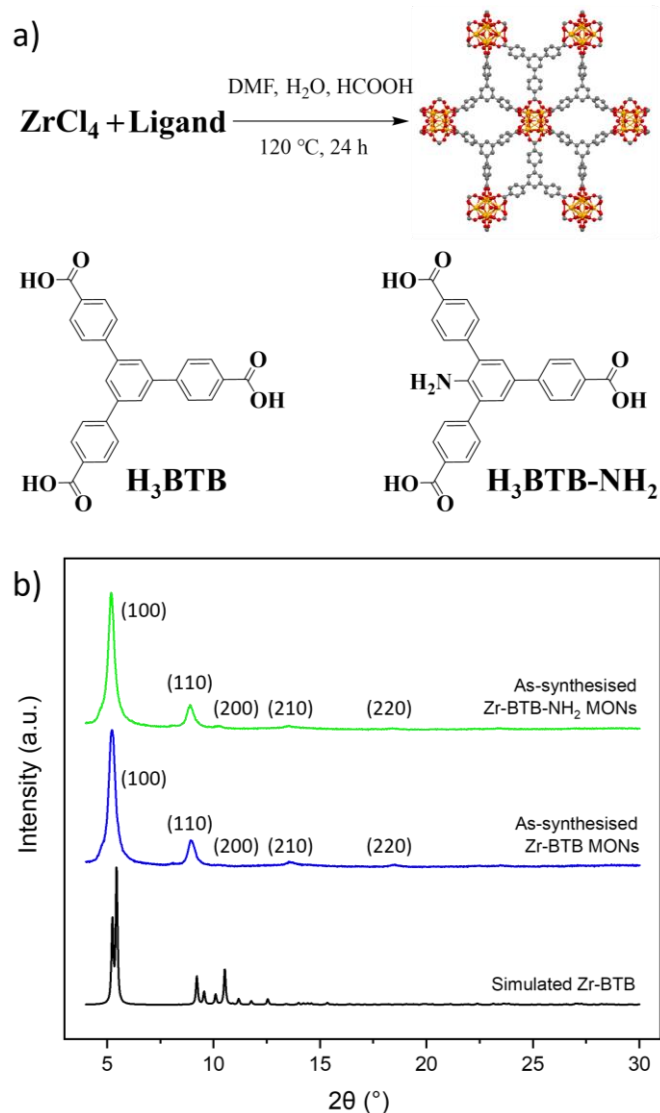 a)
ZrCl₄ + Ligand
DMF, H₂O, HCOOH
120 °C, 24 h
O
HO
O
OH
HO
O
H₃BTB
O
HO
H₂N
O
OH
HO
O
H₃BTB-NH₂
b)
Intensity (a.u.)
(100)
(110)
(200)
(210)
(220)
As-synthesised
Zr-BTB-NH₂ MONs
(100)
(110)
(200)
(210)
(220)
As-synthesised
Zr-BTB MONs
Simulated Zr-BTB
5 10 15 20 25 30
2θ (°)